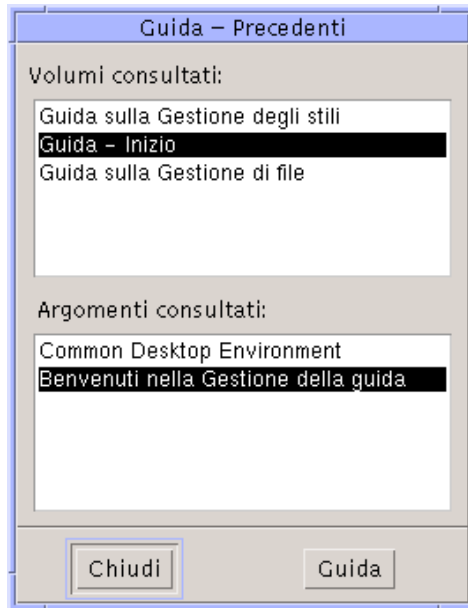 Guida – Precedenti
Volumi consultati:
Guida sulla Gestione degli stili
Guida – Inizio
Guida sulla Gestione di file
Argomenti consultati:
Common Desktop Environment
Benvenuti nella Gestione della guida
Chiudi
Guida